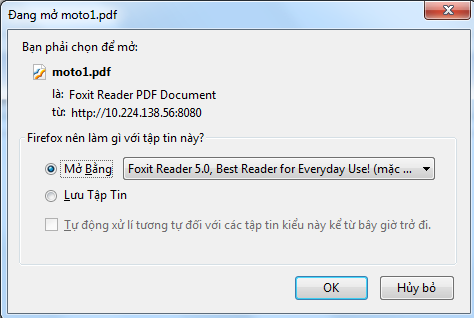 Đang mở moto1.pdf
Bạn phải chọn để mở:
moto1.pdf
là: Foxit Reader PDF Document
từ: http://10.224.138.56:8080
Firefox nên làm gì với tập tin này?
Mở Bằng Foxit Reader 5.0, Best Reader for Everyday Use! (mặc ...
Lưu Tập Tin
Tự động xử lí tương tự đối với các tập tin kiểu này kể từ bây giờ trở đi.
OK Hủy bỏ